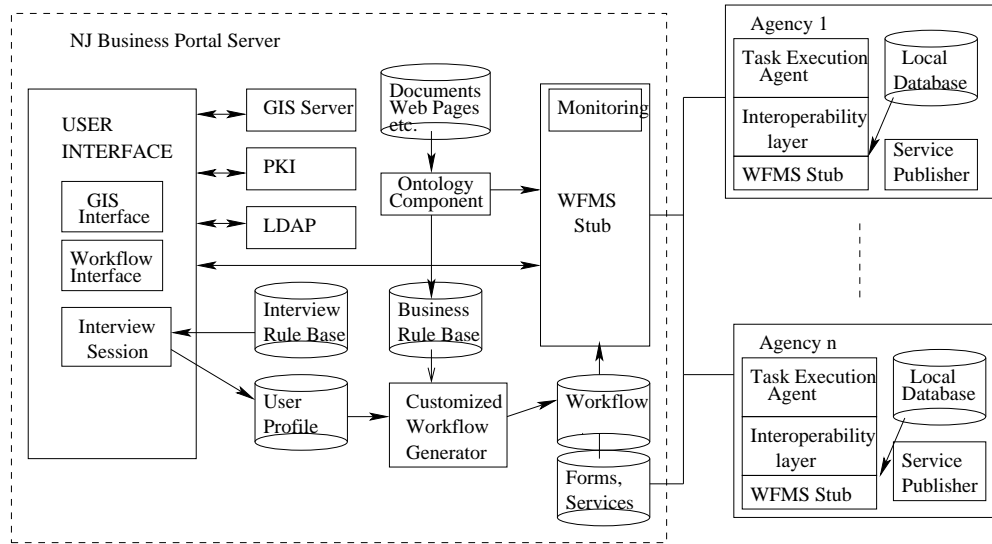 NJ Business Portal Server
USER
INTERFACE
GIS
Interface
Workflow
Interface
Interview
Session
GIS Server
PKI
LDAP
Documents
Web Pages
etc.
Ontology
Component
Interview
Rule Base
Business
Rule Base
User
Profile
Customized
Workflow
Generator
Monitoring
WFMS
Stub
Workflow
Forms,
Services
Agency 1
Task Execution
Agent
Interoperability
layer
WFMS Stub
Local
Database
Service
Publisher
Agency n
Task Execution
Agent
Interoperability
layer
WFMS Stub
Local
Database
Service
Publisher